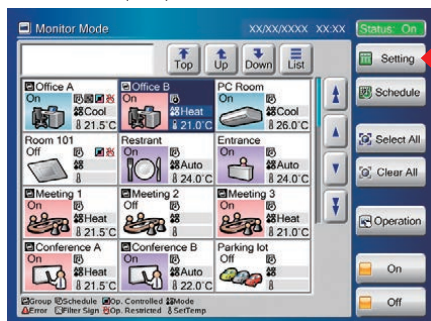 Monitor Mode XX/XX/XXXX XX:XX Status: On
Top Up Down List
Setting
Schedule
Select All
Clear All
Operation
On
Off
Office A Office B PC Room
On On On
Cool Heat Cool
21.5°C 21.0°C 26.0°C
Room 101 Restrant Entrance
Off On On
Auto Auto
24.0°C 24.0°C
Meeting 1 Meeting 2 Meeting 3
On Off On
Heat Heat
21.5°C 21.0°C
Conference A Conference B Parking lot
On On Off
Heat Auto
21.5°C 22.0°C
Group Schedule Op. Controlled Mode
Error Filter Sign Op. Restricted SetTemp